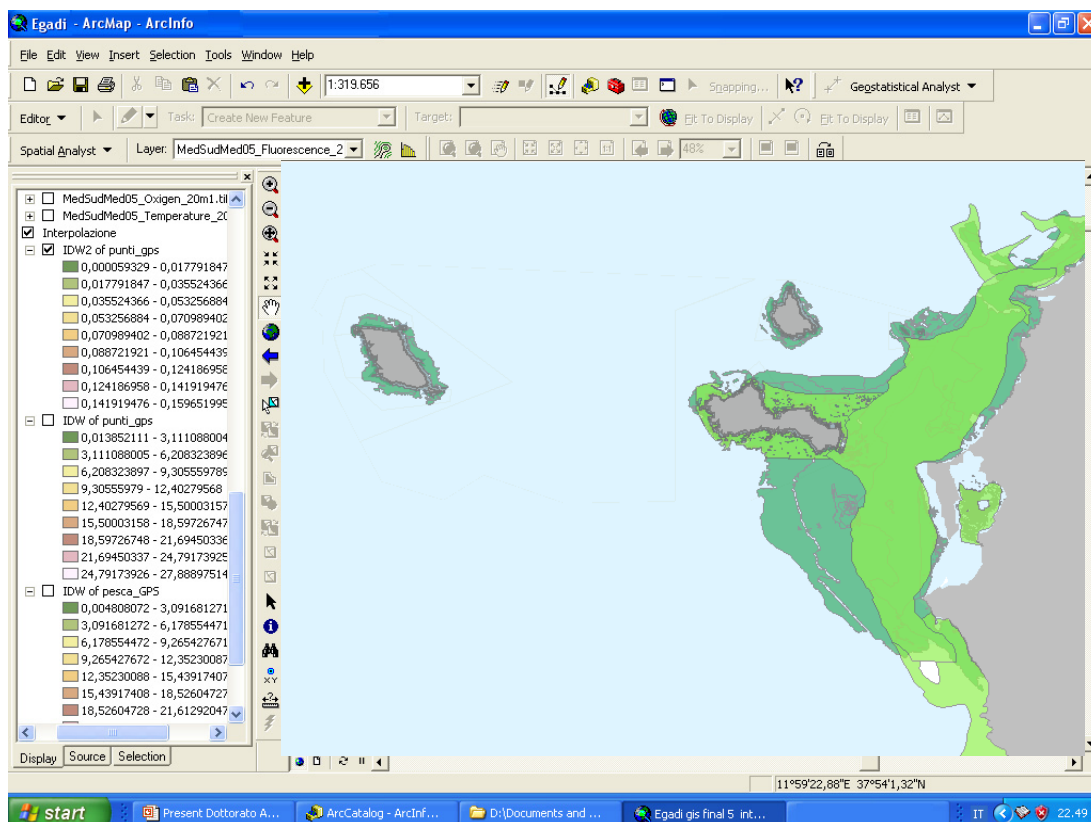 Egadi - ArcMap - ArcInfo
File Edit View Insert Selection Tools Window Help
1:319.656 Snapping... Geostatistical Analyst
Editor Task: Create New Feature Target: Fit To Display Fit To Display
Spatial Analyst Layer: MedSudMed05_Fluorescence_2 48%
MedSudMed05_Oxigen_20m1.til
MedSudMed05_Temperature_20
Interpolazione
IDW2 of punti_gps
0,000059329 - 0,017791847
0,017791847 - 0,035524366
0,035524366 - 0,053256884
0,053256884 - 0,070989402
0,070989402 - 0,088721921
0,088721921 - 0,106454439
0,106454439 - 0,124186958
0,124186958 - 0,141919476
0,141919476 - 0,159651995
IDW of punti_gps
0,013852111 - 3,111088004
3,111088005 - 6,208323896
6,208323897 - 9,305559789
9,30555979 - 12,40279568
12,40279569 - 15,50003157
15,50003158 - 18,59726747
18,59726748 - 21,69450336
21,69450337 - 24,79173925
24,79173926 - 27,88897514
IDW of pesca_GPS
0,004808072 - 3,091681271
3,091681272 - 6,178554471
6,178554472 - 9,265427671
9,265427672 - 12,35230087
12,35230088 - 15,43917407
15,43917408 - 18,52604727
18,52604728 - 21,61292047
Display Source Selection
11°59'22,88"E 37°54'1,32"N
start Present Dottorato A... ArcCatalog - ArcInf... D:\Documents and ... Egadi gis final 5 int... IT 22.49